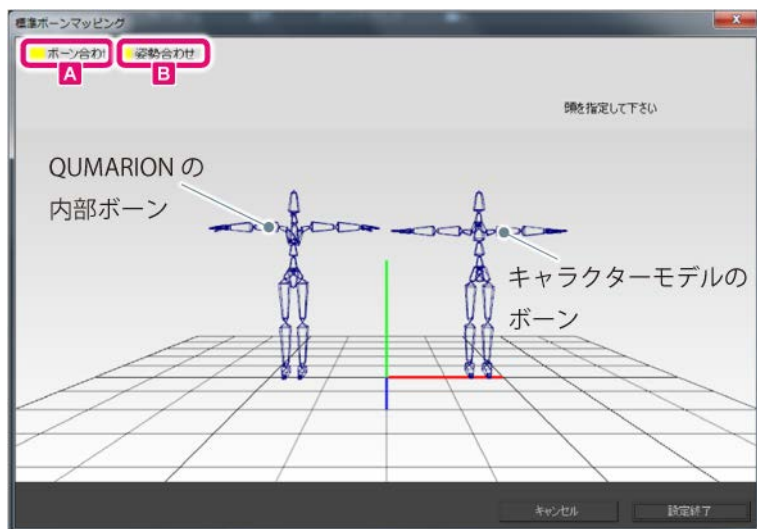 標準ボーンマッピング
ボーン合わ
姿勢合わせ
A
B
頭を指定して下さい
QUMARION の
内部ボーン
キャラクターモデルの
ボーン
キャンセル
設定終了